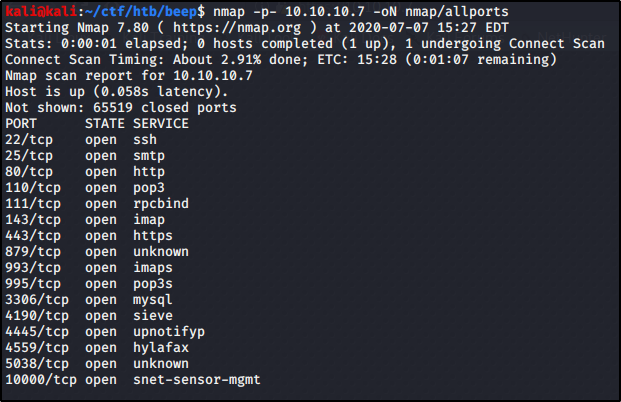 kali@kali:~/ctf/htb/beep$ nmap -p- 10.10.10.7 -oN nmap/allports
Starting Nmap 7.80 ( https://nmap.org ) at 2020-07-07 15:27 EDT
Stats: 0:00:01 elapsed; 0 hosts completed (1 up), 1 undergoing Connect Scan
Connect Scan Timing: About 2.91% done; ETC: 15:28 (0:01:07 remaining)
Nmap scan report for 10.10.10.7
Host is up (0.058s latency).
Not shown: 65519 closed ports
PORT      STATE SERVICE
22/tcp    open  ssh
25/tcp    open  smtp
80/tcp    open  http
110/tcp   open  pop3
111/tcp   open  rpcbind
143/tcp   open  imap
443/tcp   open  https
879/tcp   open  unknown
993/tcp   open  imaps
995/tcp   open  pop3s
3306/tcp  open  mysql
4190/tcp  open  sieve
4445/tcp  open  upnotifyp
4559/tcp  open  hylafax
5038/tcp  open  unknown
10000/tcp open  snet-sensor-mgmt